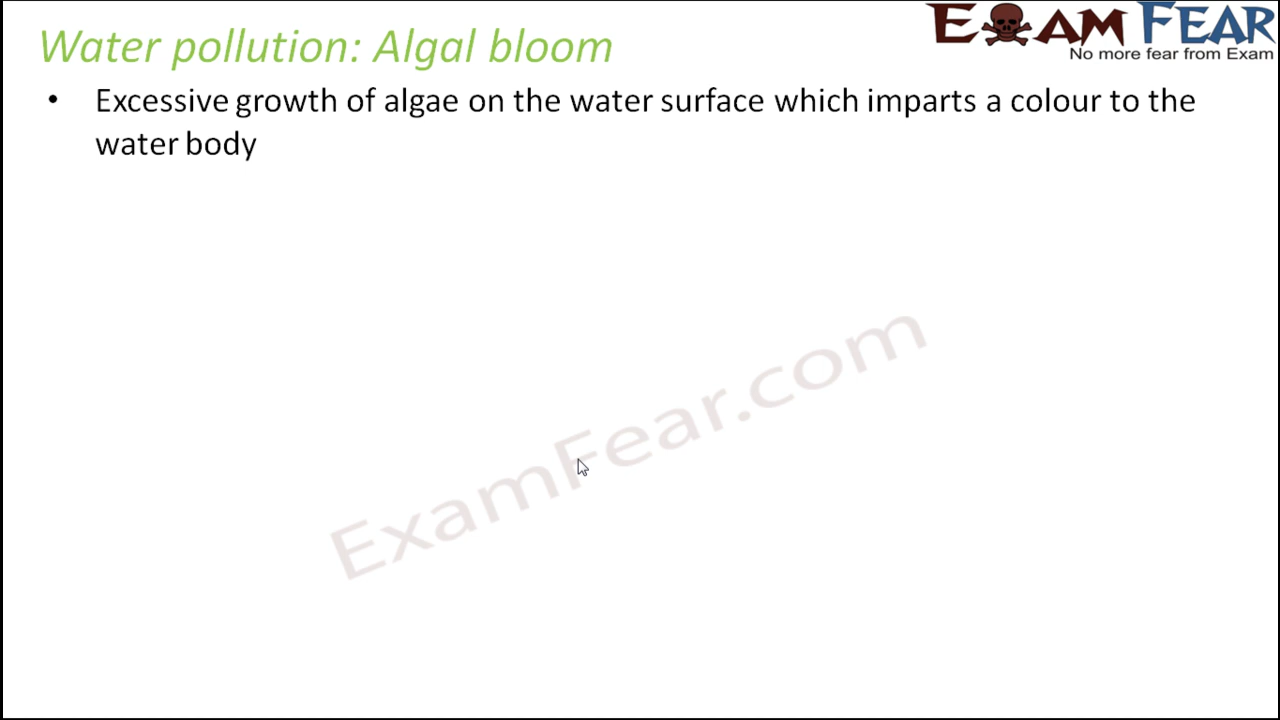 Water pollution: Algal bloom
EXAM FEAR
No more fear from Exam
• Excessive growth of algae on the water surface which imparts a colour to the
water body
ExamFear.com